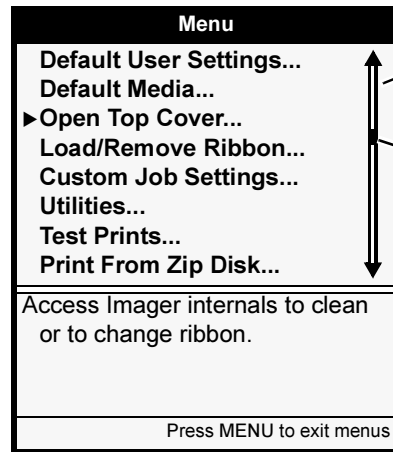 Menu
Default User Settings...
Default Media...
▶Open Top Cover...
Load/Remove Ribbon...
Custom Job Settings...
Utilities...
Test Prints...
Print From Zip Disk...
Access Imager internals to clean
or to change ribbon.
Press MENU to exit menus